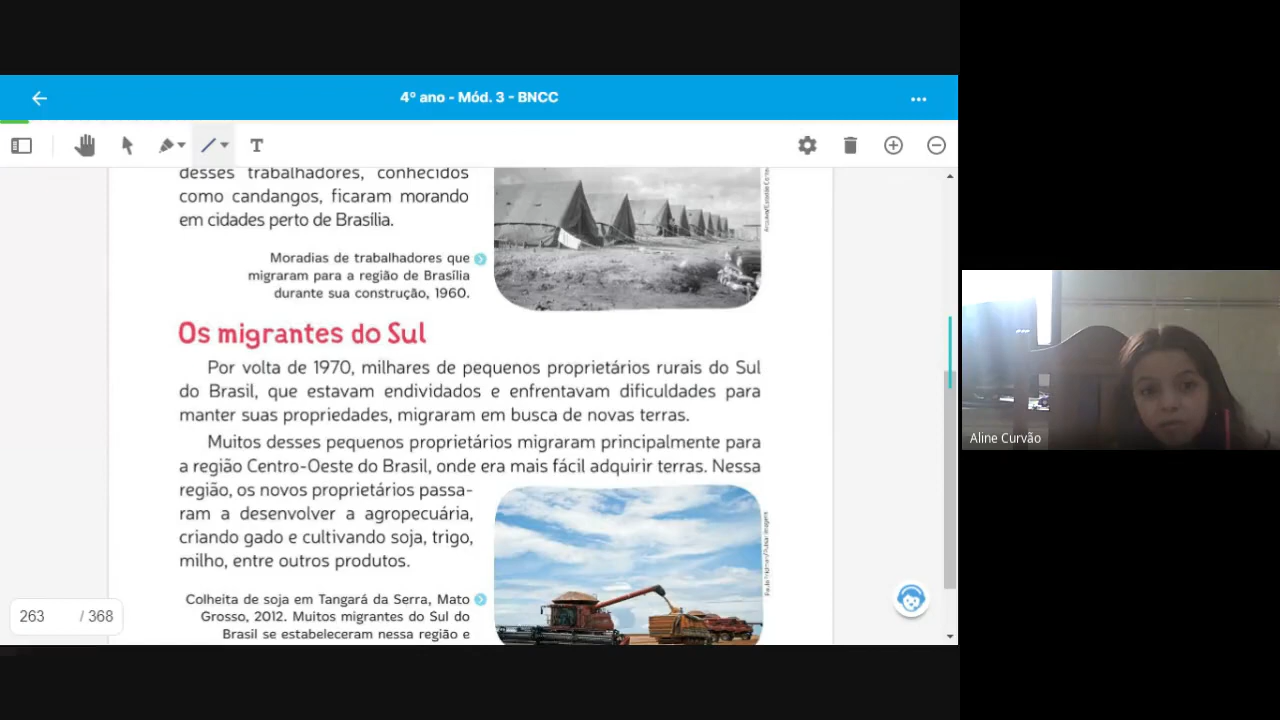 4º ano - Mód. 3 - BNCC
T
desses trabalhadores, conhecidos
como candangos, ficaram morando
em cidades perto de Brasília.
Moradias de trabalhadores que
migraram para a região de Brasília
durante sua construção, 1960.
Os migrantes do Sul
Por volta de 1970, milhares de pequenos proprietários rurais do Sul
do Brasil, que estavam endividados e enfrentavam dificuldades para
manter suas propriedades, migraram em busca de novas terras.
Muitos desses pequenos proprietários migraram principalmente para
a região Centro-Oeste do Brasil, onde era mais fácil adquirir terras. Nessa
região, os novos proprietários passa-
ram a desenvolver a agropecuária,
criando gado e cultivando soja, trigo,
milho, entre outros produtos.
Colheita de soja em Tangará da Serra, Mato
Grosso, 2012. Muitos migrantes do Sul do
Brasil se estabeleceram nessa região e
263 / 368
Aline Curvão